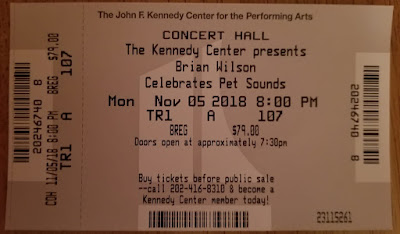 The John F. Kennedy Center for the Performing Arts
CONCERT HALL
The Kennedy Center presents
Brian Wilson
Celebrates Pet Sounds
Mon Nov 05 2018 8:00 PM
TR1 A 107
BREG $79.00
Doors open at approximately 7:30pm
Buy tickets before public sale
--call 202-416-8310 & become a
Kennedy Center member today!
23115261
20246740 8
COH 11/05/18 8:00 PM BREG $79.00
TR1 A 107
20246740 8